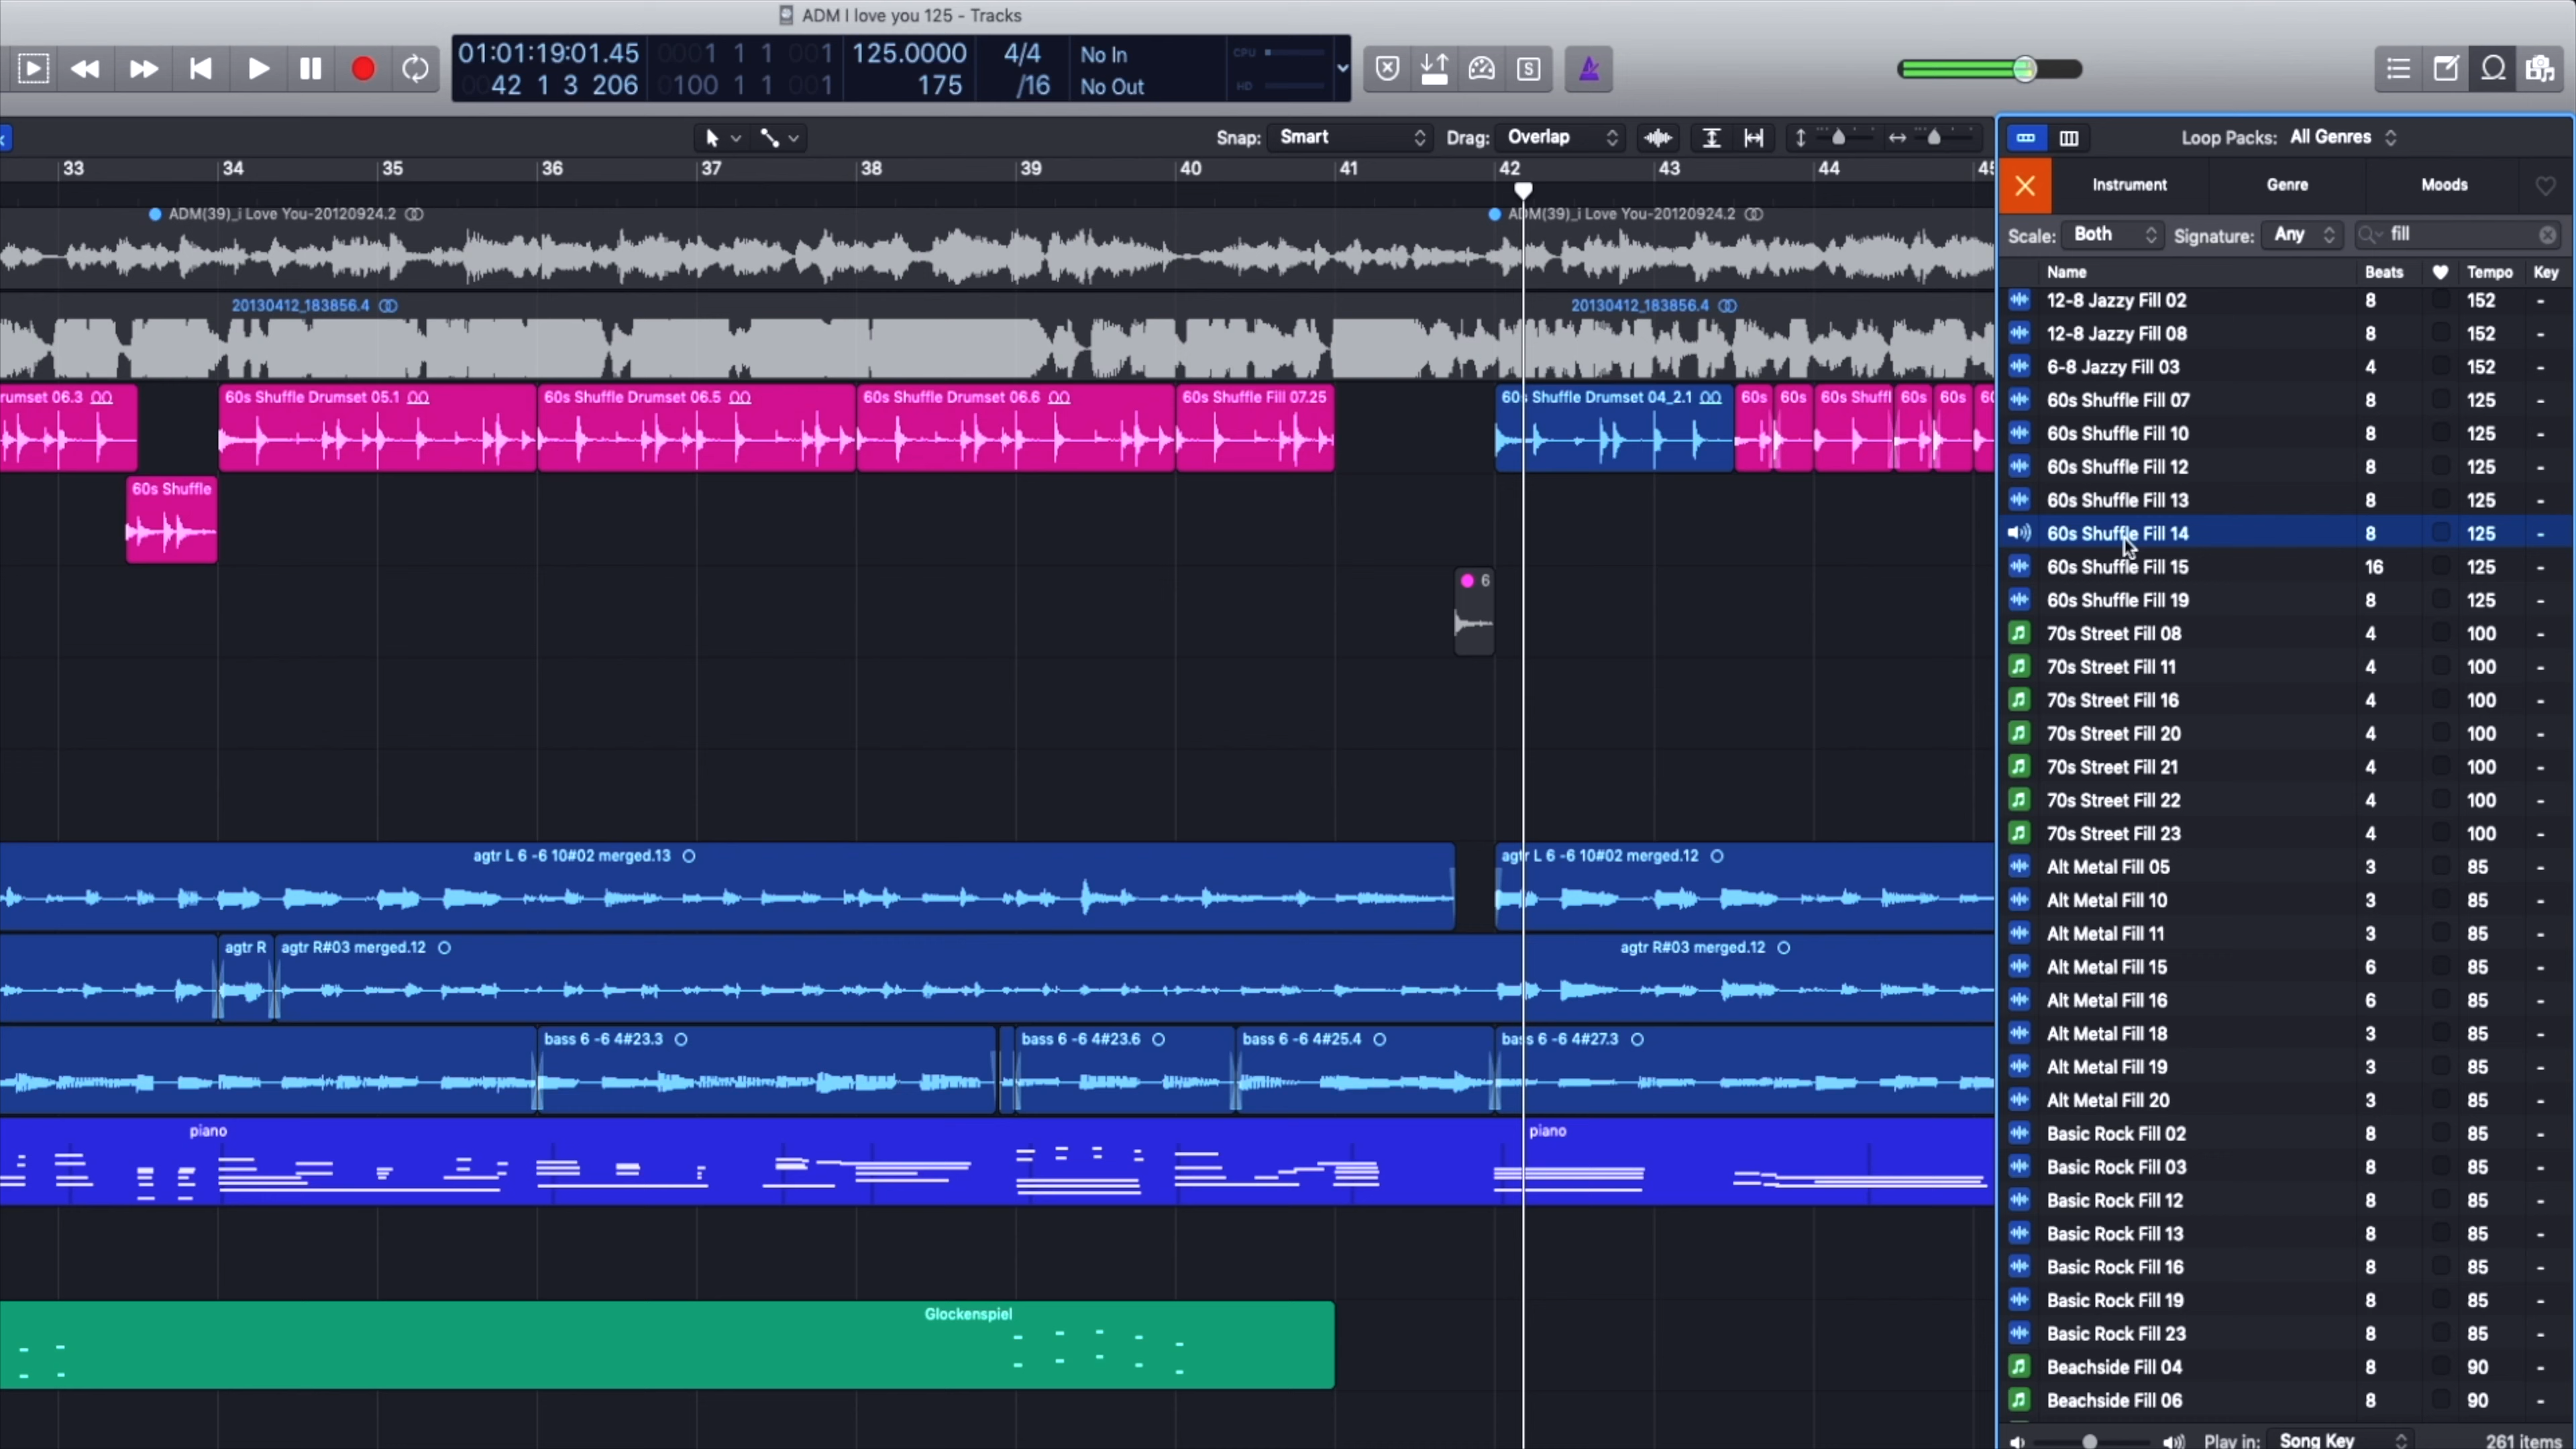 ADM I love you 125 - Tracks
01:01:19:01.45
42 1 3 206
0001 1 1 001
0100 1 1 001
125.0000
175
4/4
/16
No In
No Out
CPU
HD
Snap: Smart
Drag: Overlap
Loop Packs: All Genres
33 34 35 36 37 38 39 40 41 42 43 44 45
Instrument Genre Moods
Scale: Both Signature: Any fill
Name Beats Tempo Key
ADM(39)_i Love You-20120924.2
ADM(39)_i Love You-20120924.2
20130412_183856.4
20130412_183856.4
rumset 06.3
60s Shuffle Drumset 05.1
60s Shuffle Drumset 06.5
60s Shuffle Drumset 06.6
60s Shuffle Fill 07.25
60s Shuffle Drumset 04_2.1
60s
60s
60s Shuffl
60s
60s
60s Shuffle
6
agtr L 6 -6 10#02 merged.13
agtr L 6 -6 10#02 merged.12
agtr R
agtr R#03 merged.12
agtr R#03 merged.12
bass 6 -6 4#23.3
bass 6 -6 4#23.6
bass 6 -6 4#25.4
bass 6 -6 4#27.3
piano
piano
Glockenspiel
12-8 Jazzy Fill 02 8 152 -
12-8 Jazzy Fill 08 8 152 -
6-8 Jazzy Fill 03 4 152 -
60s Shuffle Fill 07 8 125 -
60s Shuffle Fill 10 8 125 -
60s Shuffle Fill 12 8 125 -
60s Shuffle Fill 13 8 125 -
60s Shuffle Fill 14 8 125 -
60s Shuffle Fill 15 16 125 -
60s Shuffle Fill 19 8 125 -
70s Street Fill 08 4 100 -
70s Street Fill 11 4 100 -
70s Street Fill 16 4 100 -
70s Street Fill 20 4 100 -
70s Street Fill 21 4 100 -
70s Street Fill 22 4 100 -
70s Street Fill 23 4 100 -
Alt Metal Fill 05 3 85 -
Alt Metal Fill 10 3 85 -
Alt Metal Fill 11 3 85 -
Alt Metal Fill 15 6 85 -
Alt Metal Fill 16 6 85 -
Alt Metal Fill 18 3 85 -
Alt Metal Fill 19 3 85 -
Alt Metal Fill 20 3 85 -
Basic Rock Fill 02 8 85 -
Basic Rock Fill 03 8 85 -
Basic Rock Fill 12 8 85 -
Basic Rock Fill 13 8 85 -
Basic Rock Fill 16 8 85 -
Basic Rock Fill 19 8 85 -
Basic Rock Fill 23 8 85 -
Beachside Fill 04 8 90 -
Beachside Fill 06 8 90 -
Play in: Song Key 261 items